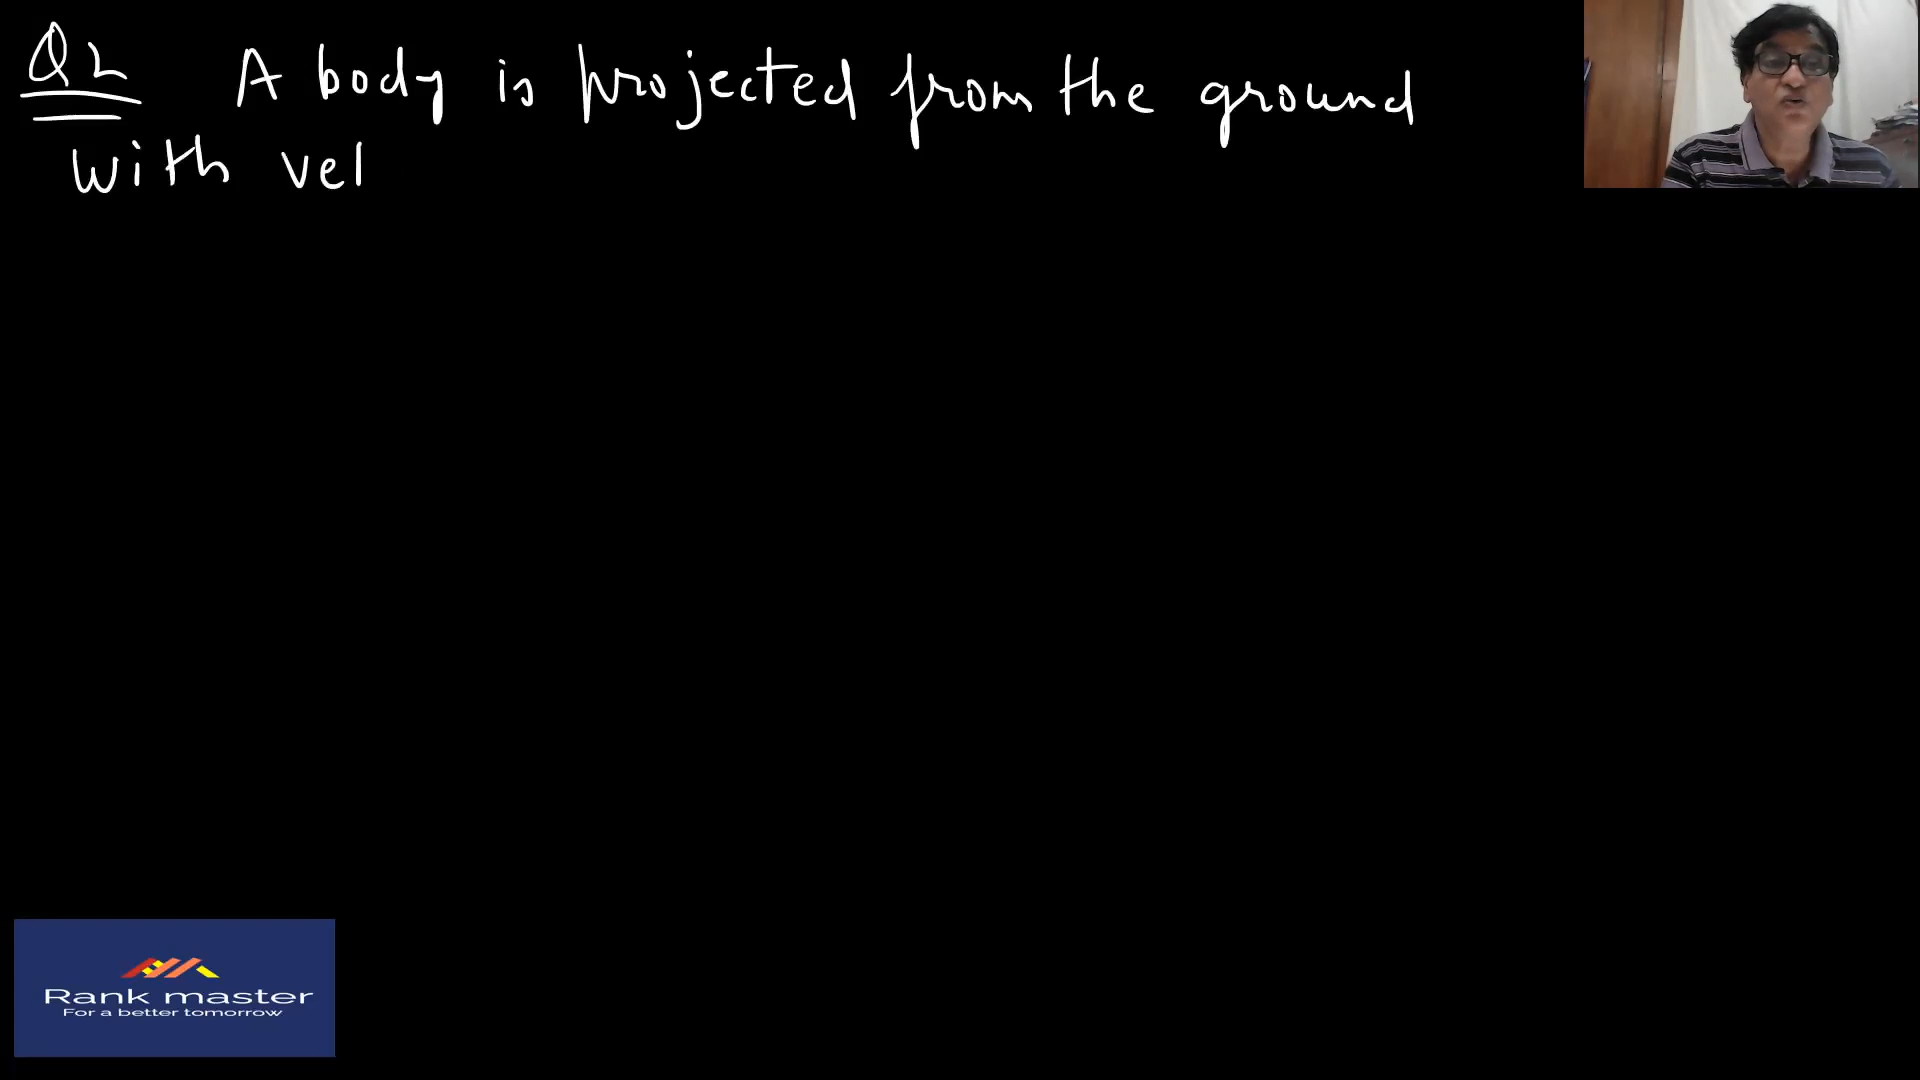 Q2 A body is projected from the ground
with vel
Rank master
For a better tomorrow